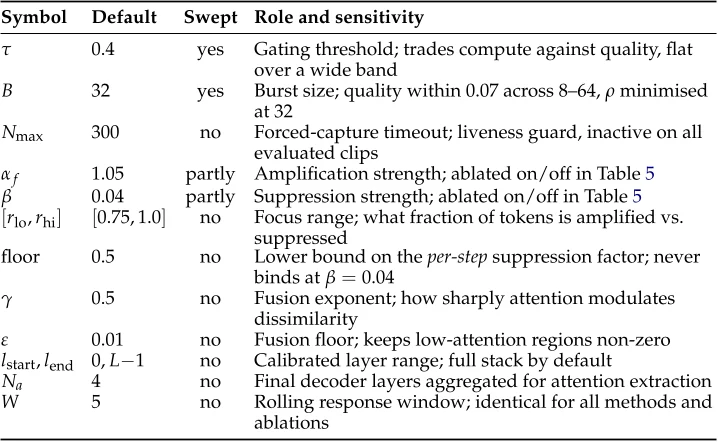 Symbol Default Swept Role and sensitivity
τ 0.4 yes Gating threshold; trades compute against quality, flat
over a wide band
B 32 yes Burst size; quality within 0.07 across 8–64, ρ minimised
at 32
N_max 300 no Forced-capture timeout; liveness guard, inactive on all
evaluated clips
α_f 1.05 partly Amplification strength; ablated on/off in Table 5
β 0.04 partly Suppression strength; ablated on/off in Table 5
[r_lo, r_hi] [0.75, 1.0] no Focus range; what fraction of tokens is amplified vs.
suppressed
floor 0.5 no Lower bound on the per-step suppression factor; never
binds at β = 0.04
γ 0.5 no Fusion exponent; how sharply attention modulates
dissimilarity
ε 0.01 no Fusion floor; keeps low-attention regions non-zero
l_start, l_end 0, L−1 no Calibrated layer range; full stack by default
N_a 4 no Final decoder layers aggregated for attention extraction
W 5 no Rolling response window; identical for all methods and
ablations